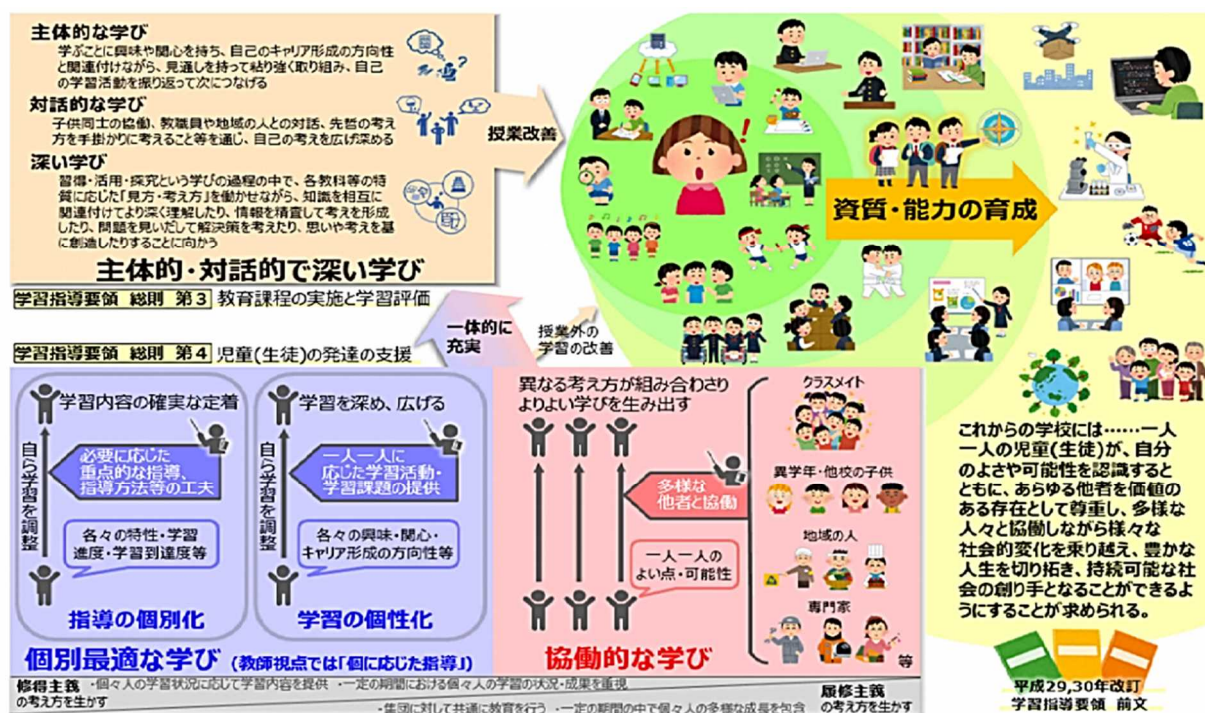 主体的な学び
学ぶことに興味や関心を持ち、自己のキャリア形成の方向性
と関連付けながら、見通しを持って粘り強く取り組み、自己
の学習活動を振り返って次につなげる
対話的な学び
子供同士の協働、教職員や地域の人との対話、先哲の考え
方を手掛かりに考えること等を通じ、自己の考えを広げ深める
深い学び
習得・活用・探究という学びの過程の中で、各教科等の特
質に応じた「見方・考え方」を働かせながら、知識を相互に
関連付けてより深く理解したり、情報を精査して考えを形成
したり、問題を見いだして解決策を考えたり、思いや考えを基
に創造したりすることに向かう
主体的・対話的で深い学び
授業改善
資質・能力の育成
学習指導要領 総則 第3 教育課程の実施と学習評価
一体的に
充実
授業外の
学習の改善
学習指導要領 総則 第4 児童(生徒)の発達の支援
学習内容の確実な定着
自ら学習を調整
必要に応じた
重点的な指導、
指導方法等の工夫
各々の特性・学習
進度・学習到達度等
指導の個別化
学習を深め、広げる
自ら学習を調整
一人一人に
応じた学習活動・
学習課題の提供
各々の興味・関心・
キャリア形成の方向性等
学習の個性化
個別最適な学び (教師視点では「個に応じた指導」)
異なる考え方が組み合わさり
よりよい学びを生み出す
多様な
他者と協働
一人一人の
よい点・可能性
協働的な学び
クラスメイト
異学年・他校の子供
地域の人
専門家
等
これからの学校には……一人
一人の児童(生徒)が、自分
のよさや可能性を認識すると
ともに、あらゆる他者を価値の
ある存在として尊重し、多様な
人々と協働しながら様々な
社会的変化を乗り越え、豊かな
人生を切り拓き、持続可能な社
会の創り手となることができるよ
うにすることが求められる。
平成29,30年改訂
学習指導要領 前文
修得主義
の考え方を生かす
・個々人の学習状況に応じて学習内容を提供 ・一定の期間における個々人の学習の状況・成果を重視
履修主義
の考え方を生かす
・集団に対して共通に教育を行う ・一定の期間の中で個々人の多様な成長を包含